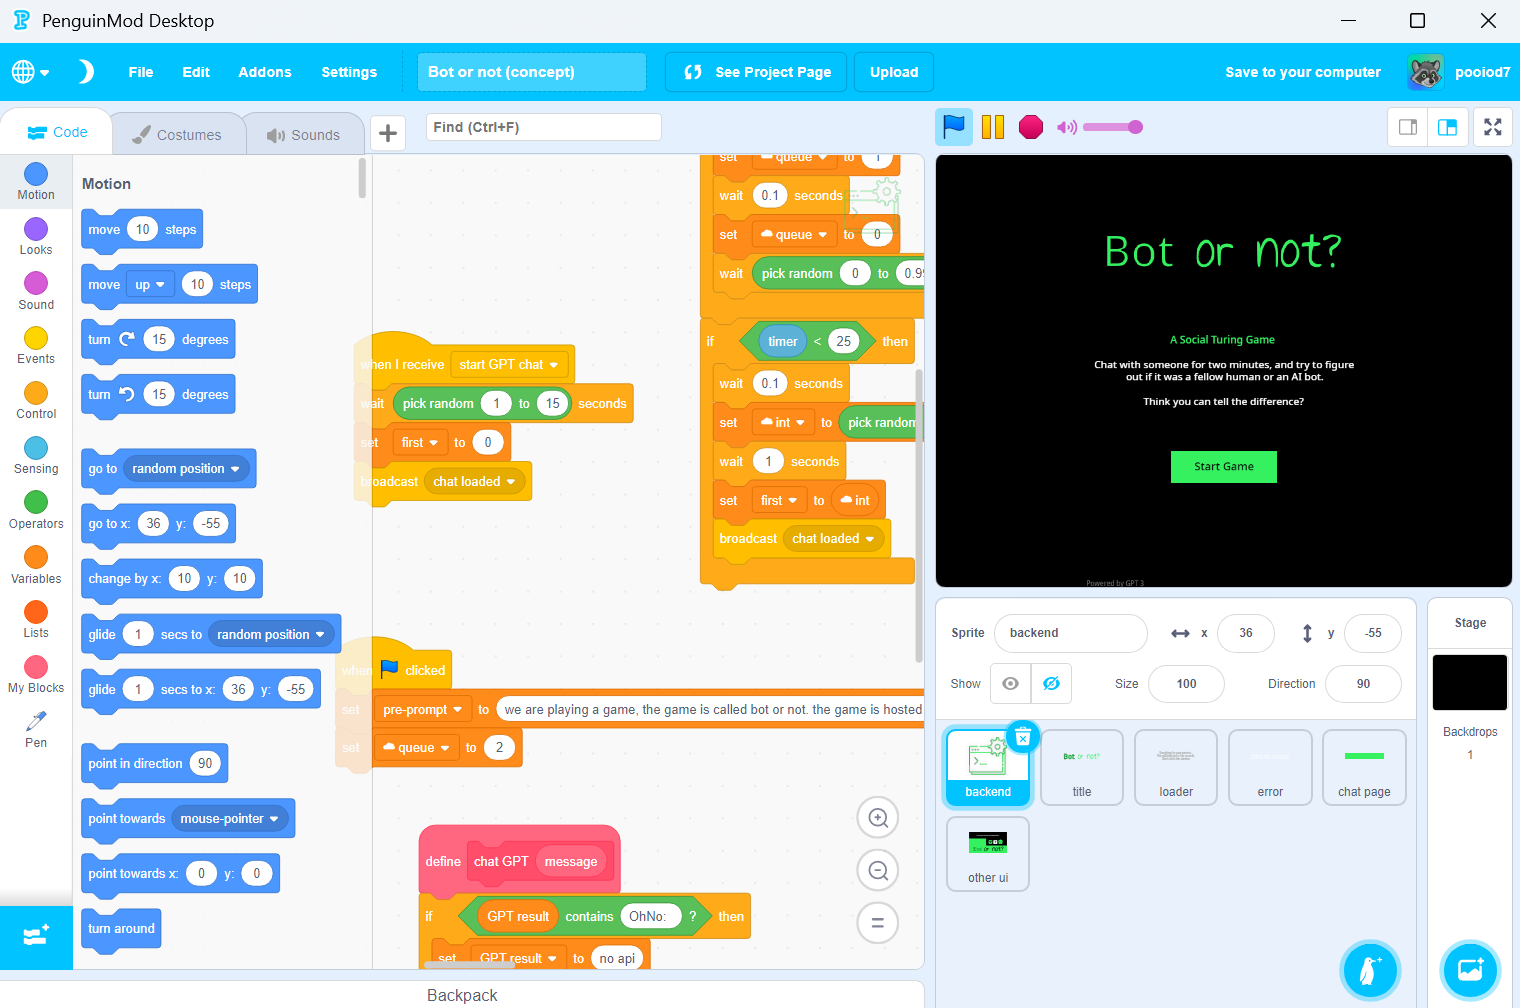 PenguinMod Desktop
File Edit Addons Settings Bot or not (concept) See Project Page Upload Save to your computer pooiod7
Code Costumes Sounds Find (Ctrl+F)
Motion
Looks
Sound
Events
Control
Sensing
Operators
Variables
Lists
My Blocks
Pen
Motion
move 10 steps
move up 10 steps
turn 15 degrees
turn 15 degrees
go to random position
go to x: 36 y: -55
change by x: 10 y: 10
glide 1 secs to random position
glide 1 secs to x: 36 y: -55
point in direction 90
point towards mouse-pointer
point towards x: 0 y: 0
turn around
when I receive start GPT chat
wait pick random 1 to 15 seconds
set first to 0
broadcast chat loaded
set queue to 1
wait 0.1 seconds
set queue to 0
wait pick random 0 to 0.9
if timer < 25 then
wait 0.1 seconds
set int to pick random
wait 1 seconds
set first to int
broadcast chat loaded
when clicked
set pre-prompt to we are playing a game, the game is called bot or not. the game is hosted
set queue to 2
define chat GPT message
if GPT result contains OhNo: ? then
set GPT result to no api
Backpack
Bot or not?
A Social Turing Game
Chat with someone for two minutes, and try to figure
out if it was a fellow human or an AI bot.
Think you can tell the difference?
Start Game
Powered by GPT 3
Sprite backend x 36 y -55
Show Size 100 Direction 90
backend
Bot or not?
title
loader
error
chat page
Bot or not?
other ui
Stage
Backdrops
1